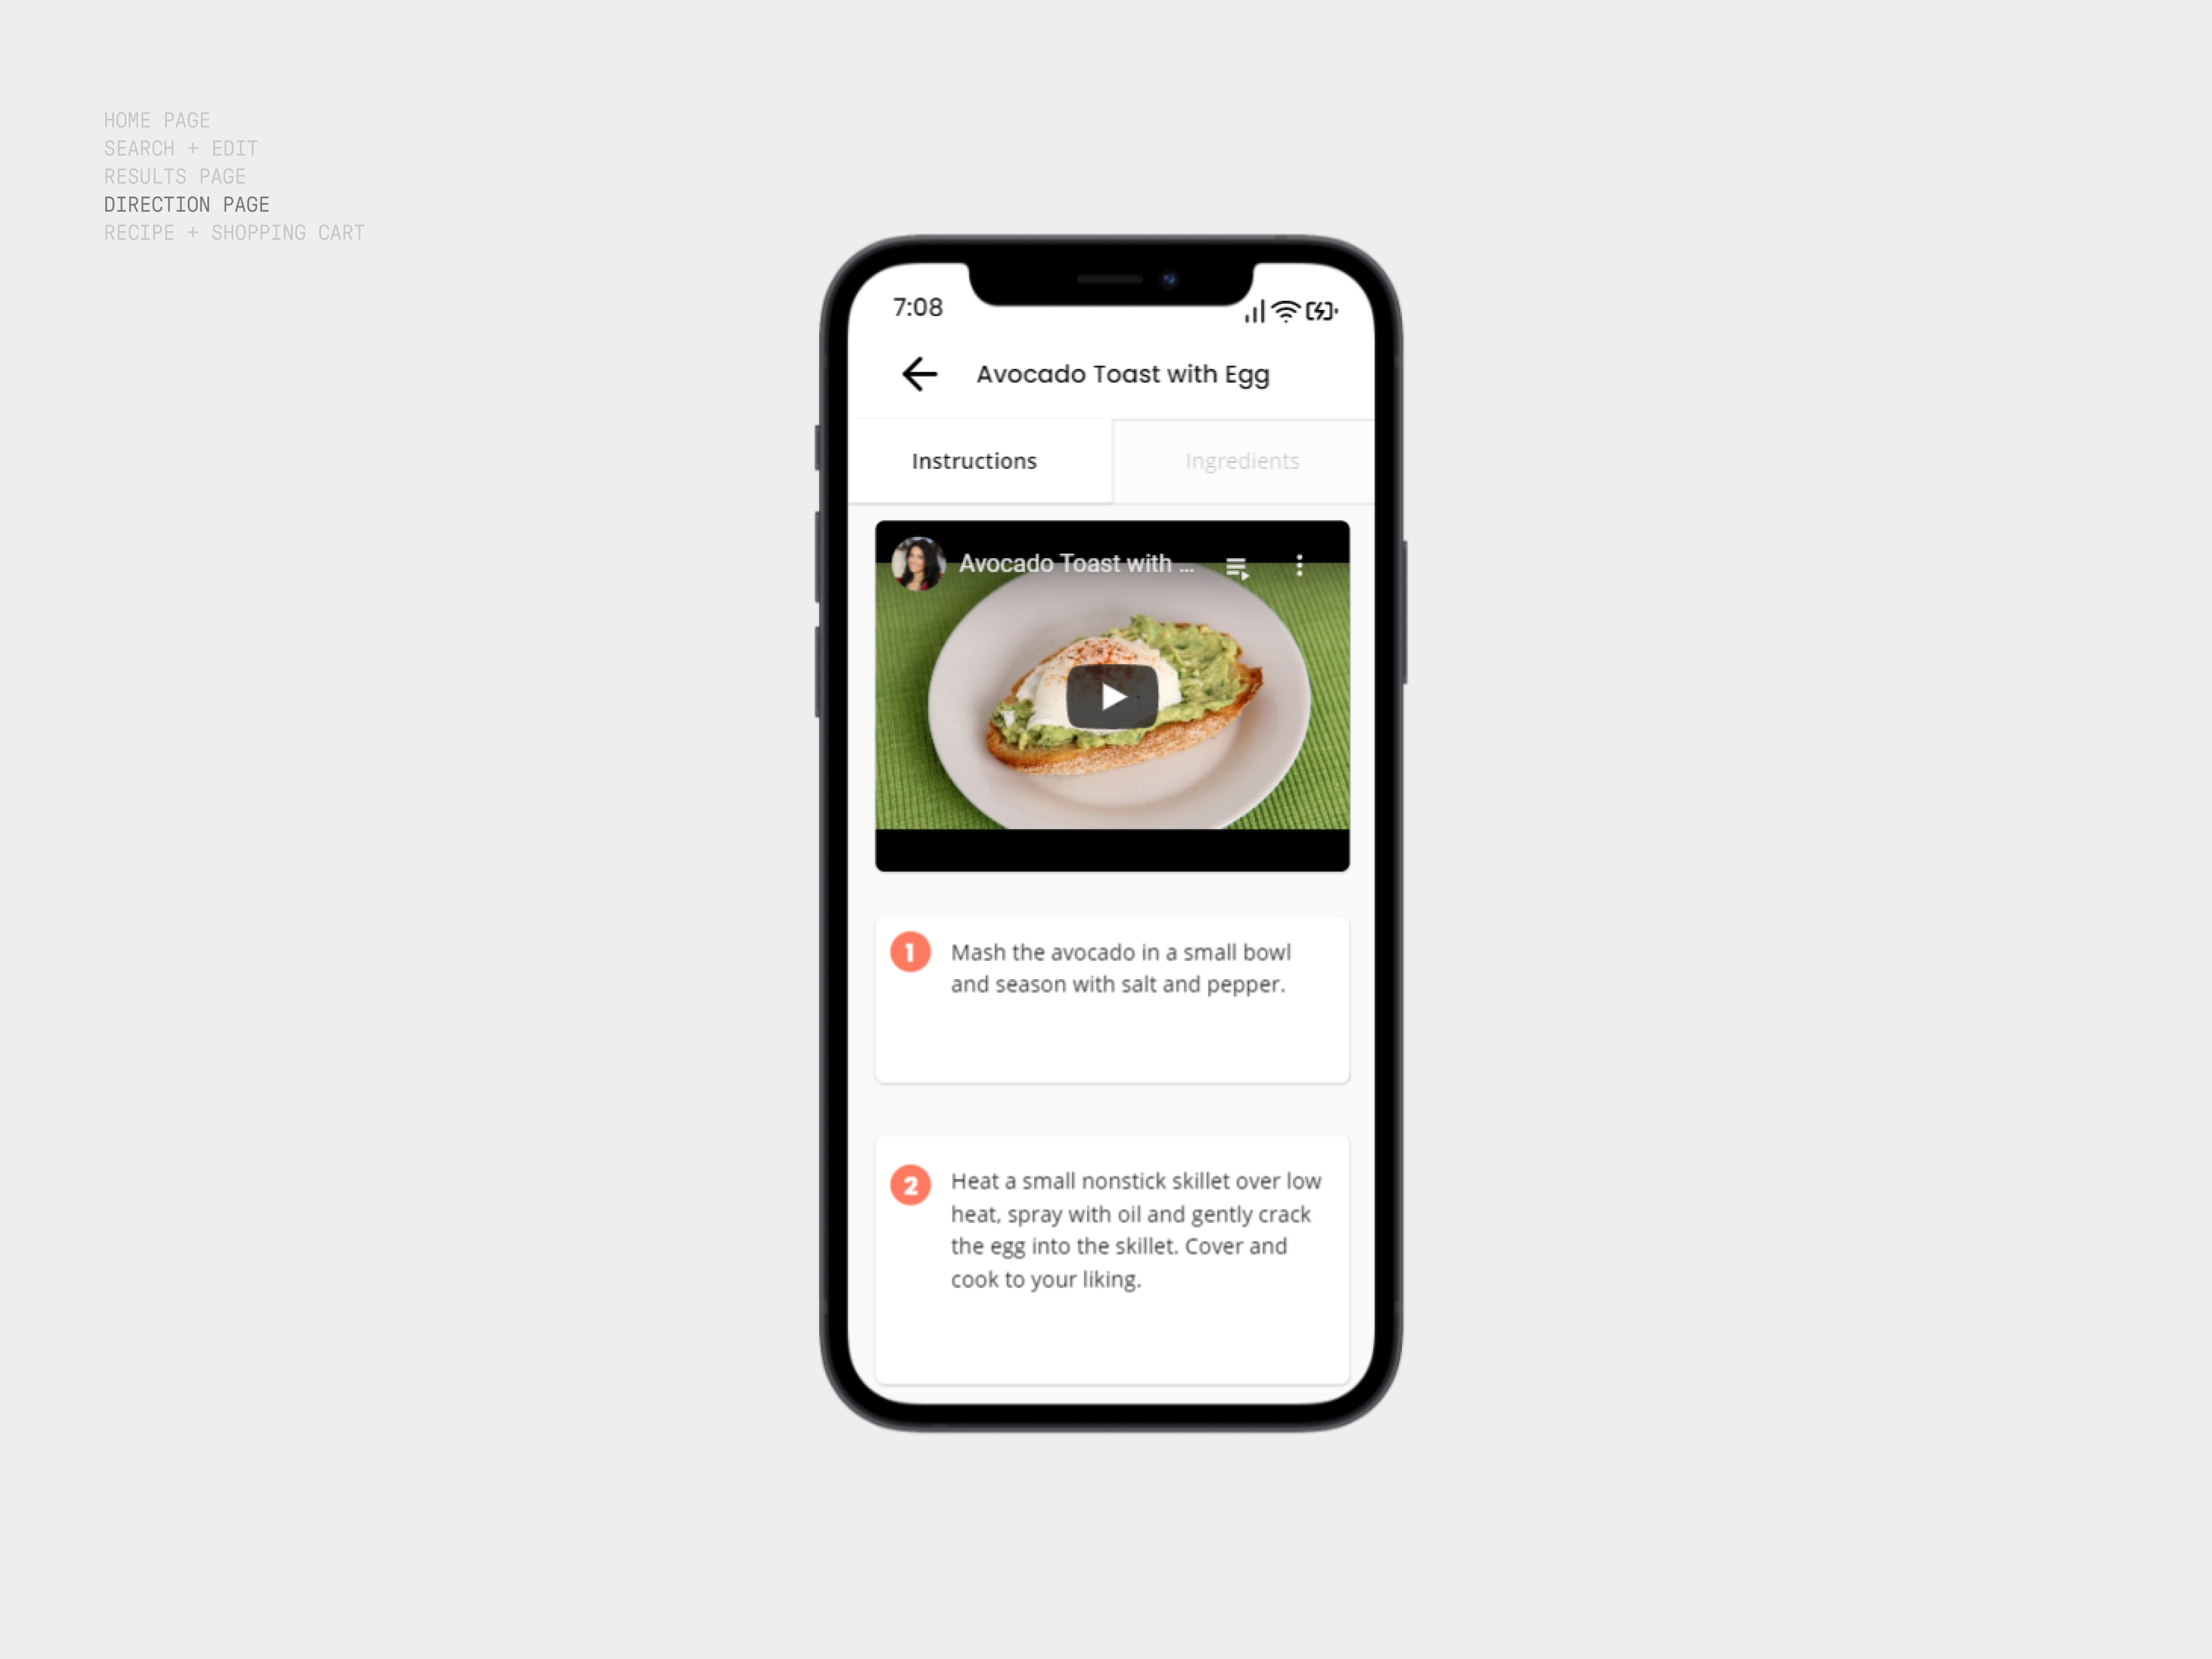 HOME PAGE
SEARCH + EDIT
RESULTS PAGE
DIRECTION PAGE
RECIPE + SHOPPING CART
7:08
Avocado Toast with Egg
Instructions
Ingredients
Avocado Toast with ...
1
Mash the avocado in a small bowl
and season with salt and pepper.
2
Heat a small nonstick skillet over low
heat, spray with oil and gently crack
the egg into the skillet. Cover and
cook to your liking.